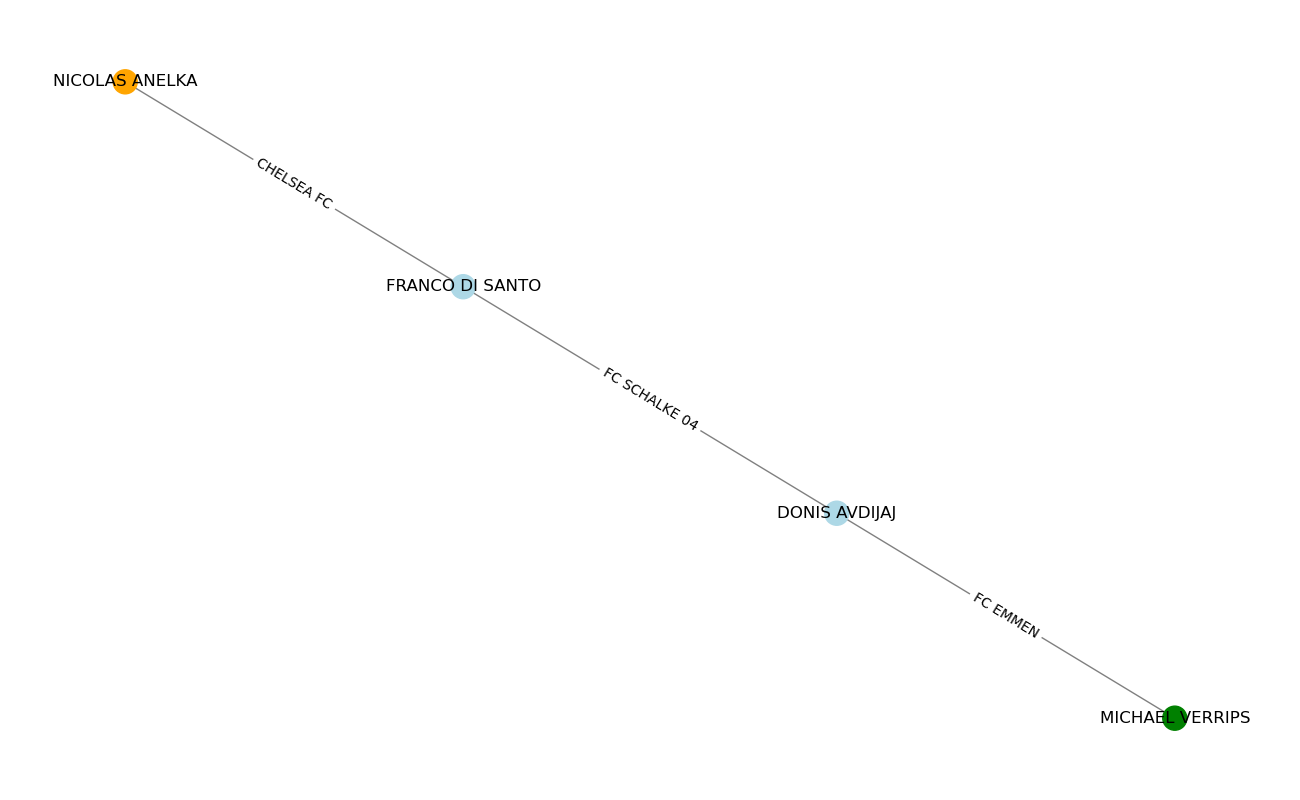 NICOLAS ANELKA
CHELSEA FC
FRANCO DI SANTO
FC SCHALKE 04
DONIS AVDIJAJ
FC EMMEN
MICHAEL VERRIPS